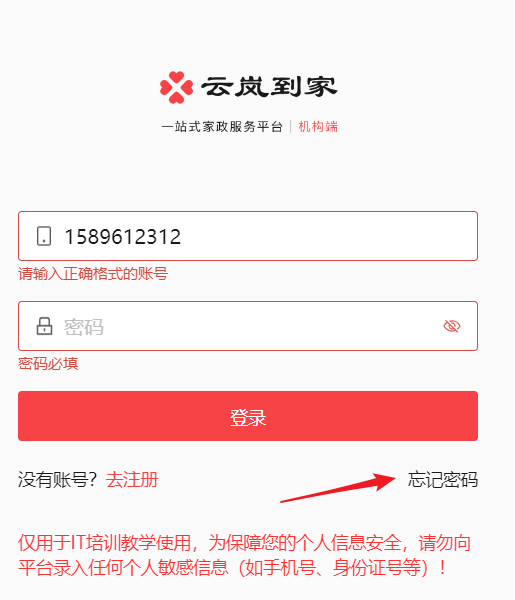 云岚到家
一站式家政服务平台 | 机构端
1589612312
请输入正确格式的账号
密码
密码必填
登录
没有账号? 去注册
忘记密码
仅用于IT培训教学使用，为保障您的个人信息安全，请勿向
平台录入任何个人敏感信息（如手机号、身份证号等）！